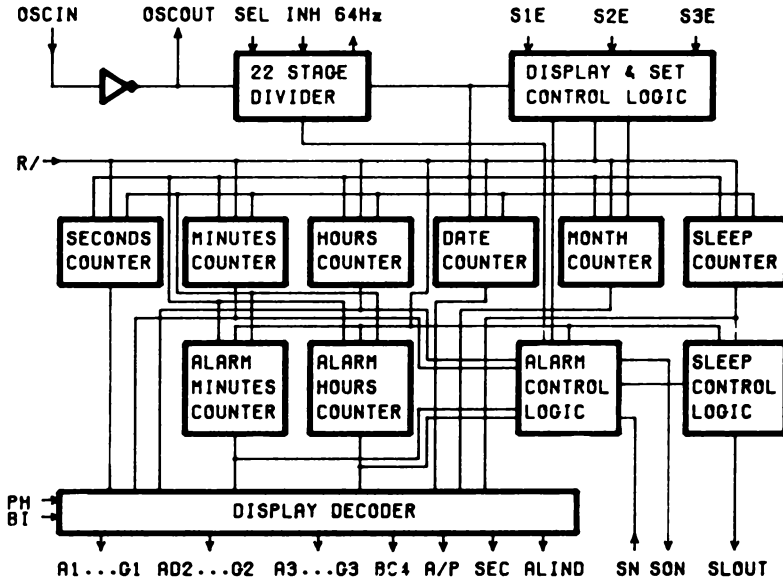 OSCIN OSCOUT SEL INH 64Hz S1E S2E S3E
22 STAGE
DIVIDER
DISPLAY & SET
CONTROL LOGIC
R/
SECONDS
COUNTER
MINUTES
COUNTER
HOURS
COUNTER
DATE
COUNTER
MONTH
COUNTER
SLEEP
COUNTER
ALARM
MINUTES
COUNTER
ALARM
HOURS
COUNTER
ALARM
CONTROL
LOGIC
SLEEP
CONTROL
LOGIC
PH
BI
DISPLAY DECODER
A1...G1 AD2...G2 A3...G3 BC4 A/P SEC ALIND SN SON SLOUT